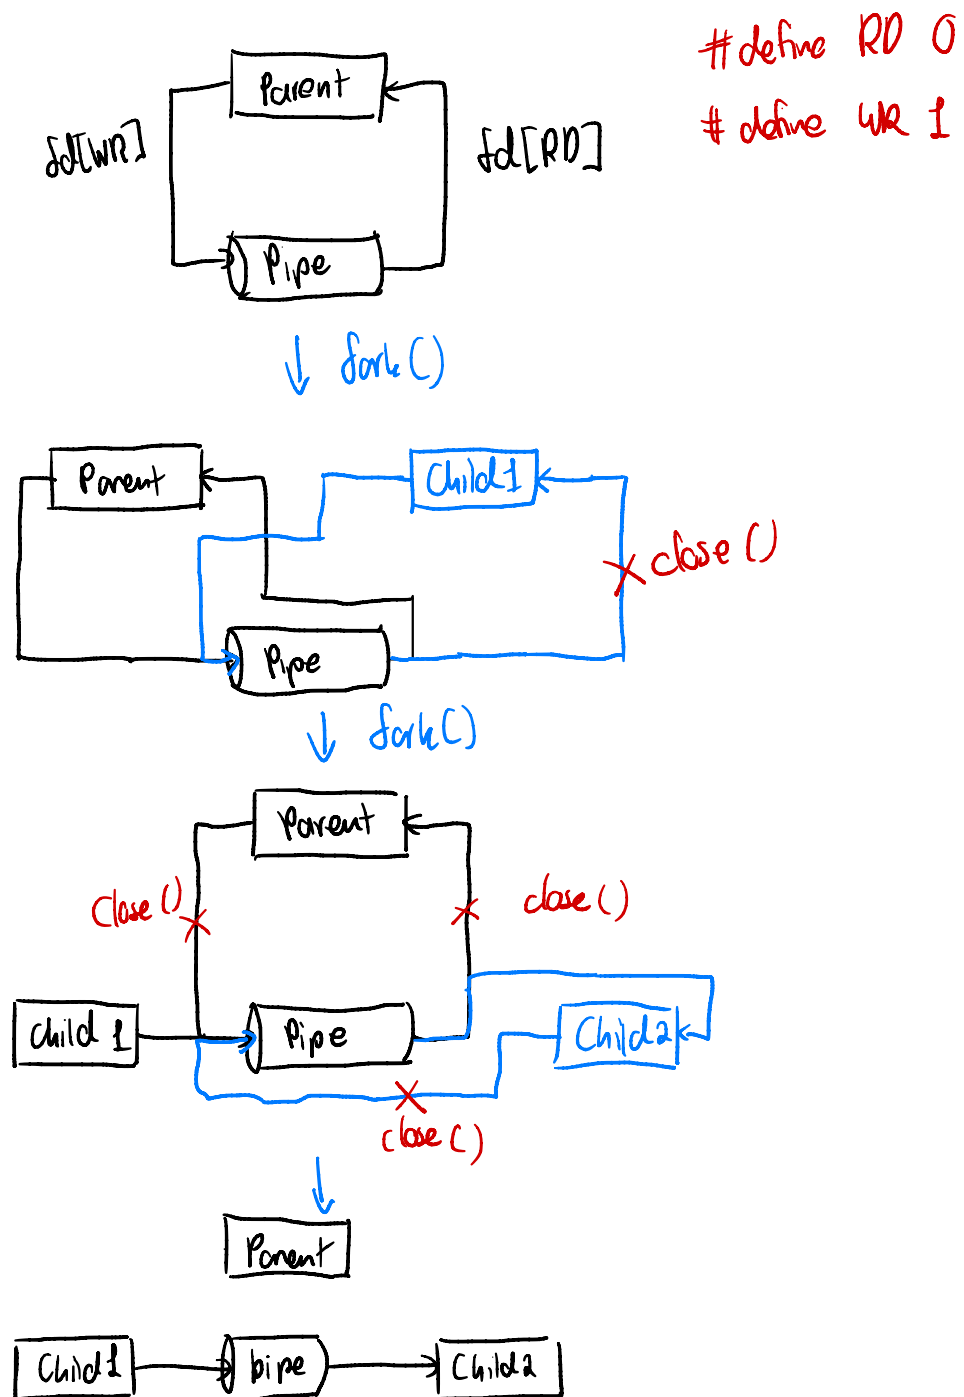 #define RD 0
Parent
#define WR 1
fd[WR]
fd[RD]
Pipe
fork()
Parent
Child1
close()
Pipe
fork()
Parent
Close()
close()
Child 1
Pipe
Child2
close()
Parent
Child1
bipe
Child2